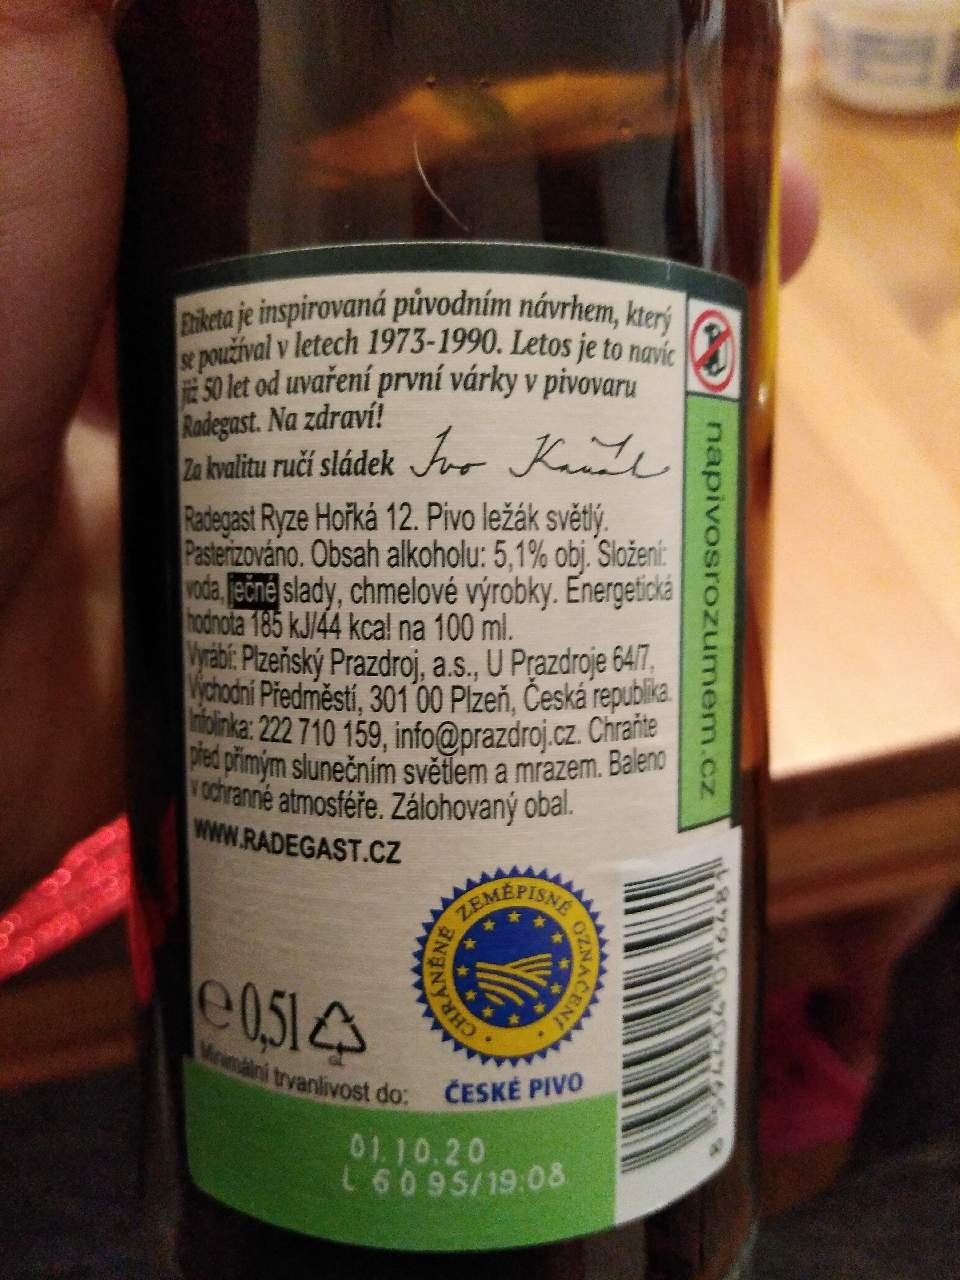 Etiketa je inspirovaná původním návrhem, který
se používal v letech 1973-1990. Letos je to navíc
již 50 let od uvaření první várky v pivovaru
Radegast. Na zdraví!
Za kvalitu ručí sládek Ivo Kaňák
Radegast Ryze Hořká 12. Pivo ležák světlý.
Pasterizováno. Obsah alkoholu: 5,1% obj. Složení:
voda, ječné slady, chmelové výrobky. Energetická
hodnota 185 kJ/44 kcal na 100 ml.
Vyrábí: Plzeňský Prazdroj, a.s., U Prazdroje 64/7,
Východní Předměstí, 301 00 Plzeň, Česká republika.
Infolinka: 222 710 159, info@prazdroj.cz. Chraňte
před přímým slunečním světlem a mrazem. Baleno
v ochranné atmosféře. Zálohovaný obal.
WWW.RADEGAST.CZ
napivosrozumem.cz
CHRÁNĚNÉ ZEMĚPISNÉ OZNAČENÍ
ČESKÉ PIVO
e 0,5l
GL
Minimální trvanlivost do:
01.10.20
L 6095/19:08